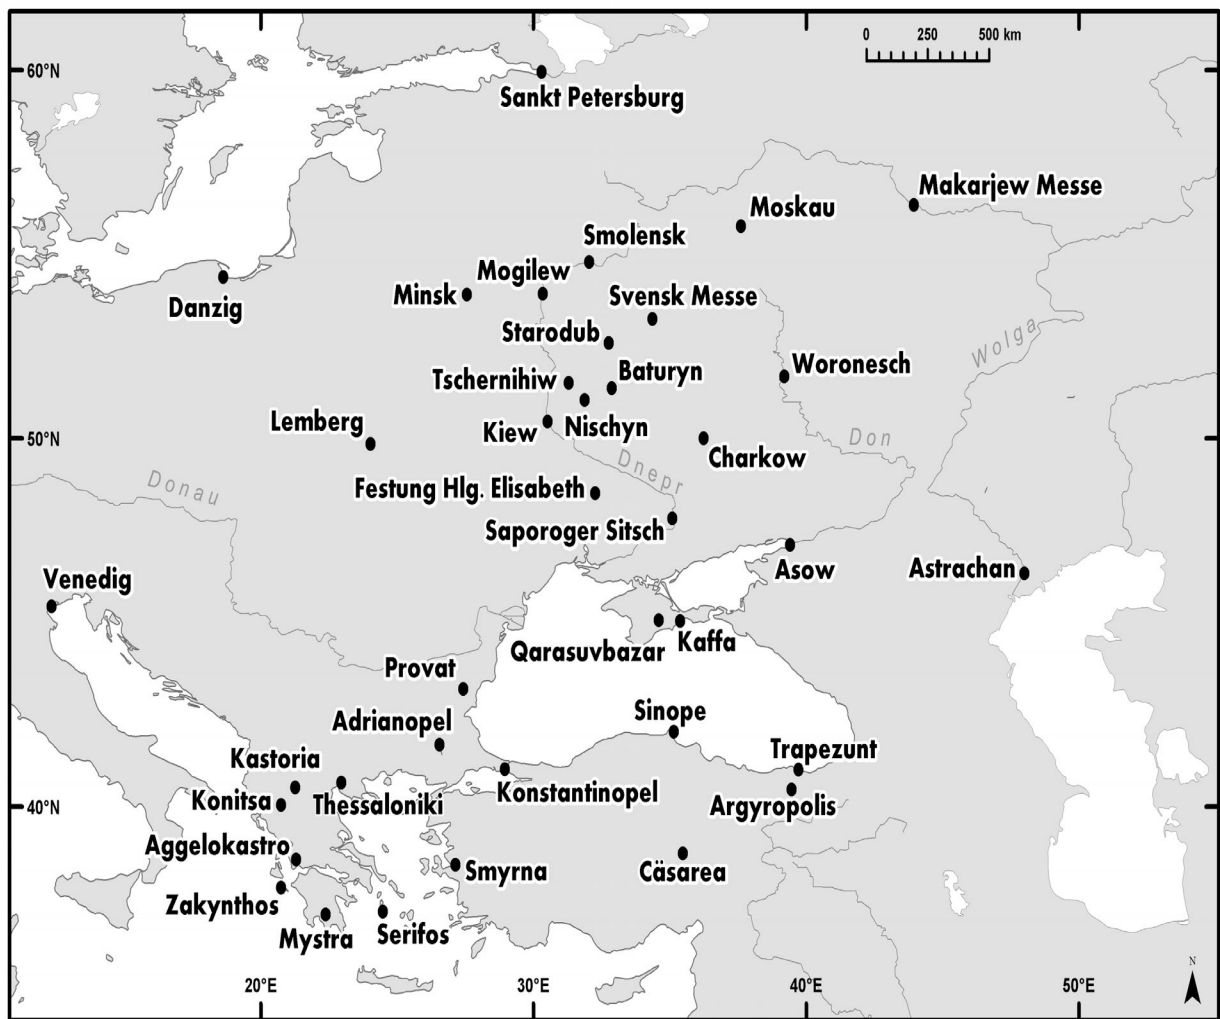 0 250 500 km
60°N
Sankt Petersburg
Makarjew Messe
Moskau
Smolensk
Mogilew
Minsk
Svensk Messe
Danzig
Starodub
Wolga
Baturyn
Woronesch
Tschernihiw
Lemberg
Nischyn
Kiew
50°N
Don
Charkow
Dnepr
Donau
Festung Hlg. Elisabeth
Saporoger Sitsch
Asow
Astrachan
Venedig
Qarasuvbazar
Kaffa
Provat
Sinope
Adrianopel
Trapezunt
Kastoria
Konstantinopel
Konitsa
Thessaloniki
40°N
Argyropolis
Aggelokastro
Smyrna
Cäsarea
Zakynthos
Mystra
Serifos
N
20°E
30°E
40°E
50°E